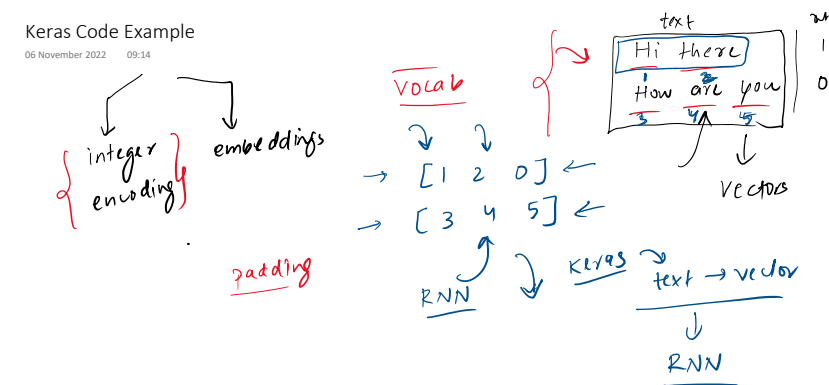 Keras Code Example
06 November 2022 09:14
text
Hi there
1 2
1
How are you
3 4 5
0
vectors
vocab
integer
encoding
embeddings
[1 2 0]
[3 4 5]
padding
RNN
Keras
text → vector
RNN